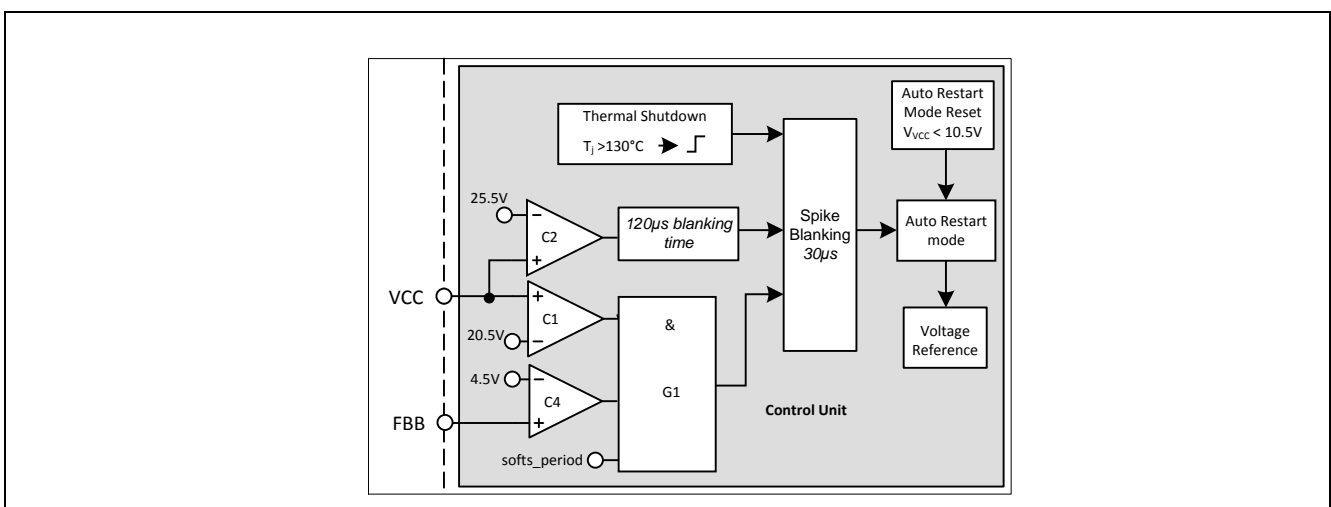 Thermal Shutdown
Tj >130°C
Auto Restart
Mode Reset
VVCC < 10.5V
25.5V
−
C2
+
120µs blanking
time
Spike
Blanking
30µs
Auto Restart
mode
VCC
+
C1
20.5V
−
&
Voltage
Reference
4.5V
−
C4
+
G1
Control Unit
FBB
softs_period